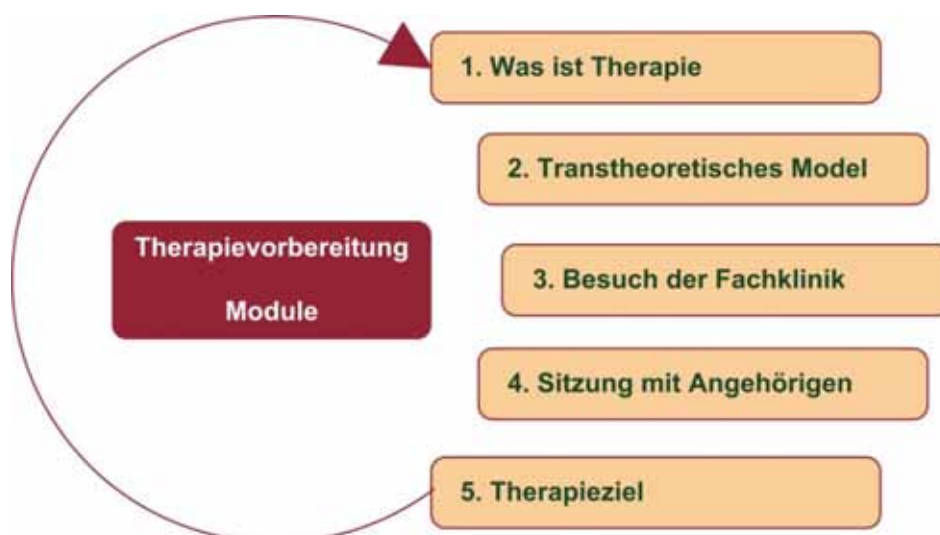 1. Was ist Therapie
2. Transtheoretisches Model
Therapievorbereitung
Module
3. Besuch der Fachklinik
4. Sitzung mit Angehörigen
5. Therapieziel